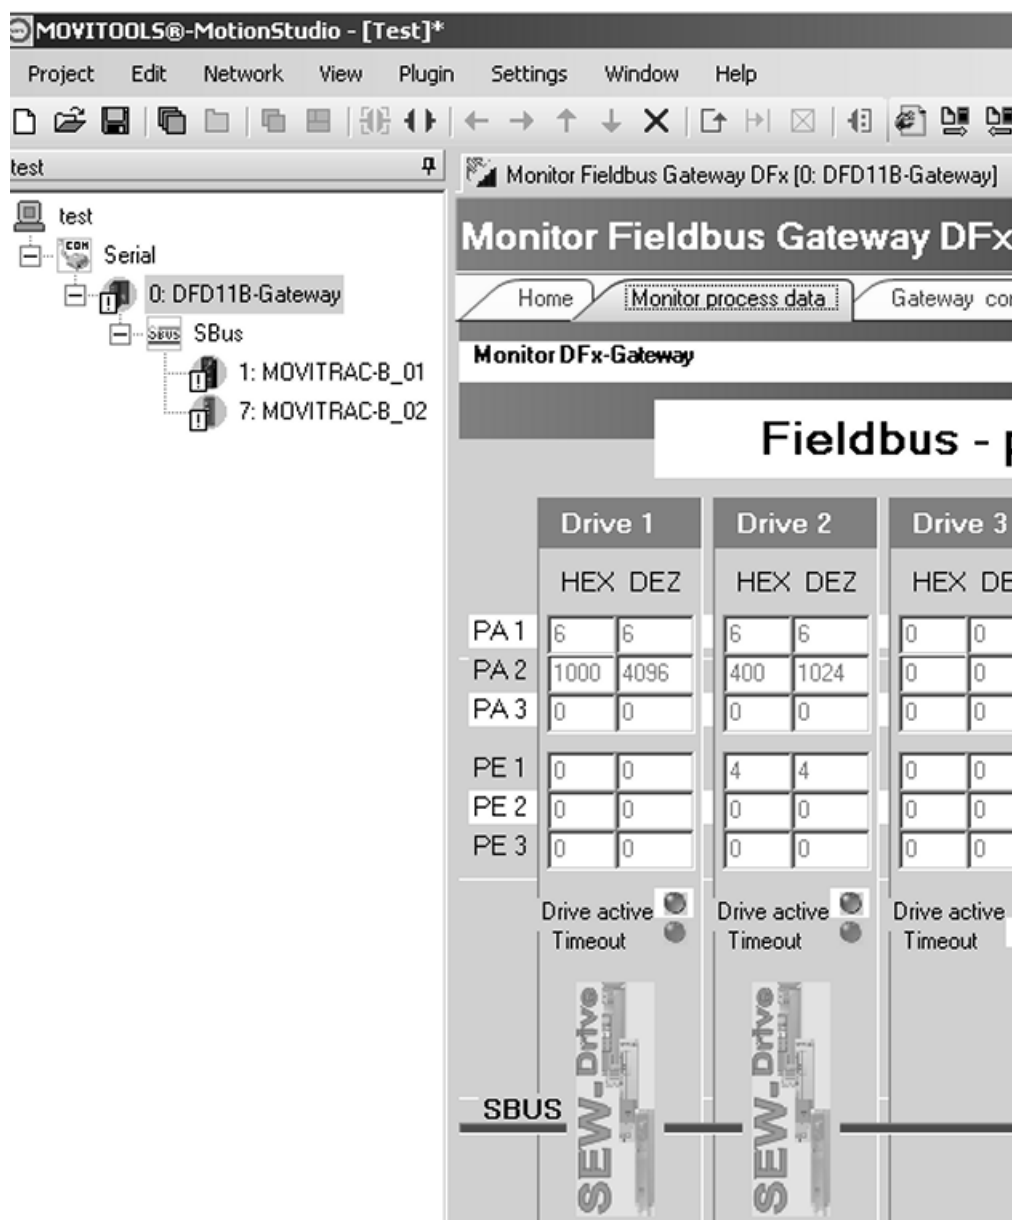 MOVITOOLS®-MotionStudio - [Test]*
Project Edit Network View Plugin Settings Window Help
test
Monitor Fieldbus Gateway DFx [0: DFD11B-Gateway]
test
COM Serial
0: DFD11B-Gateway
SBUS SBus
1: MOVITRAC-B_01
7: MOVITRAC-B_02
Monitor Fieldbus Gateway DFx
Home Monitor process data Gateway
Monitor DFx-Gateway
Fieldbus -
Drive 1 Drive 2 Drive 3
HEX DEZ HEX DEZ HEX
PA 1 6 6 6 6 0 0
PA 2 1000 4096 400 1024 0 0
PA 3 0 0 0 0 0 0
PE 1 0 0 4 4 0 0
PE 2 0 0 0 0 0 0
PE 3 0 0 0 0 0 0
Drive active Drive active Drive active
Timeout Timeout Timeout
SEW-Drive SEW-Drive
SBUS